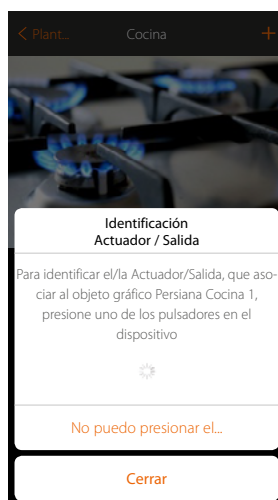 < Plant... Cocina +
Identificación
Actuador / Salida
Para identificar el/la Actuador/Salida, que aso-
ciar al objeto gráfico Persiana Cocina 1,
presione uno de los pulsadores en el
dispositivo
No puedo presionar el...
Cerrar